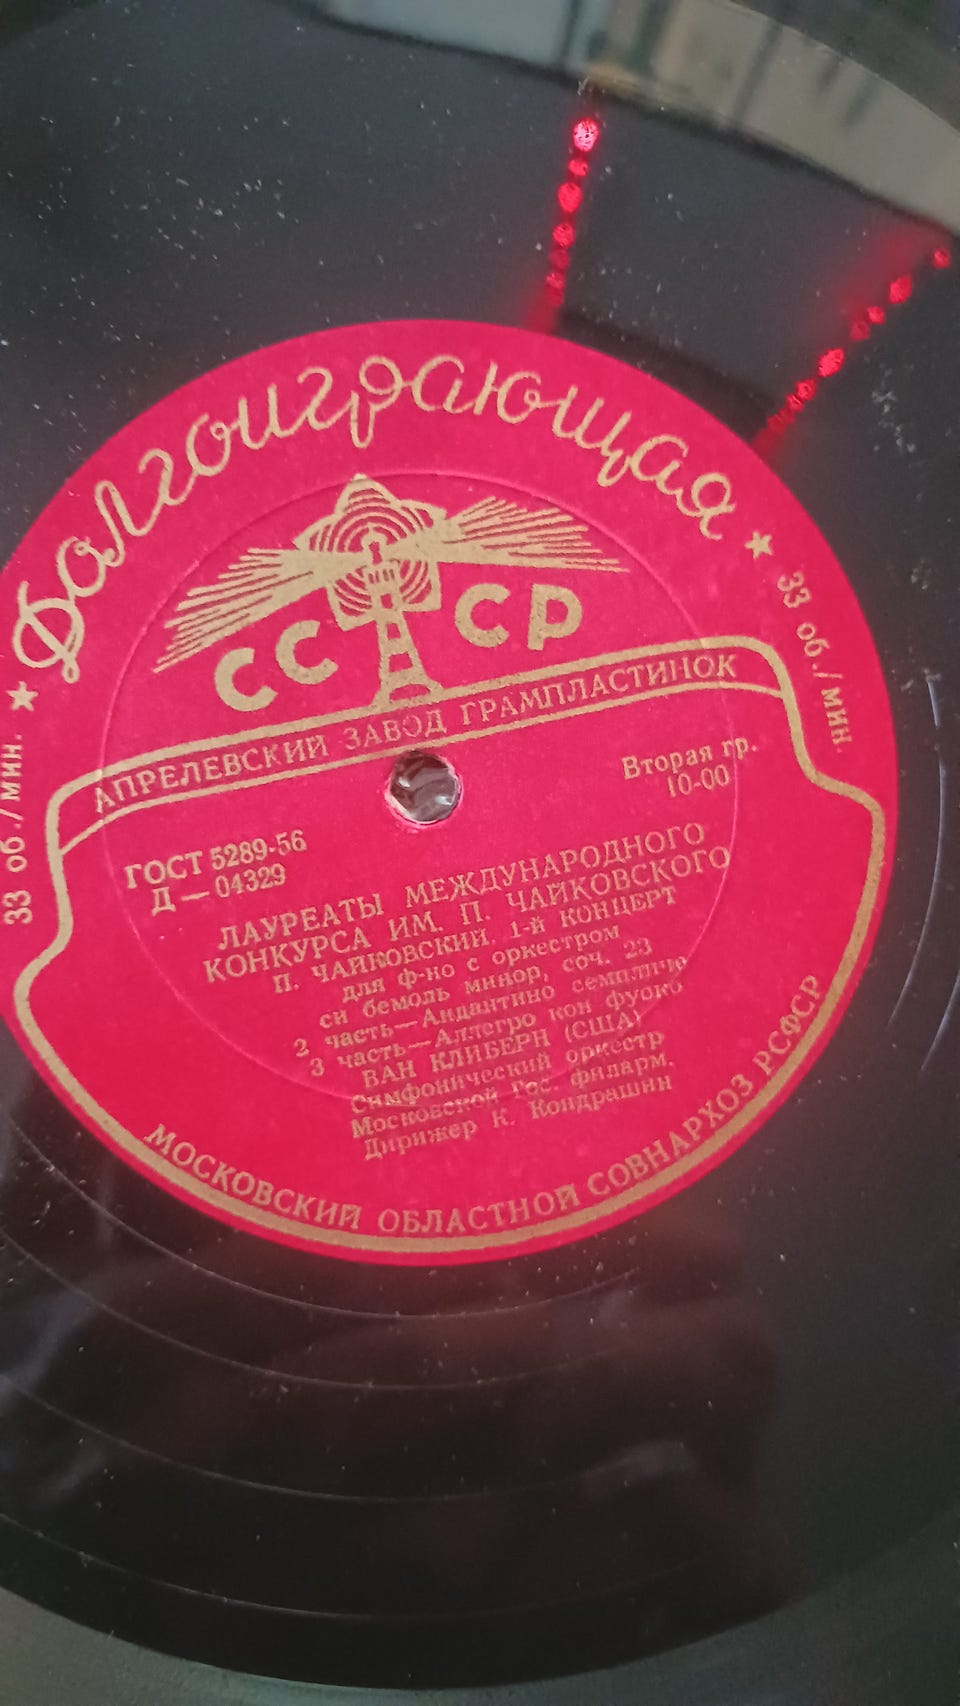 Долгоиграющая
★ 33 об./мин.
★ 33 об./мин.
СССР
АПРЕЛЕВСКИЙ ЗАВОД ГРАМПЛАСТИНОК
Вторая гр.
10-00
ГОСТ 5289-56
Д — 04329
ЛАУРЕАТЫ МЕЖДУНАРОДНОГО
КОНКУРСА ИМ. П. ЧАЙКОВСКОГО
П. ЧАЙКОВСКИЙ. 1-й КОНЦЕРТ
для ф-но с оркестром
си бемоль минор, соч. 23
2 часть—Андантино семпличе
3 часть—Аллегро кон фуоко
ВАН КЛИБЕРН (США)
Симфонический оркестр
Московской гос. филарм.
Дирижер К. Кондрашин
МОСКОВСКИЙ ОБЛАСТНОЙ СОВНАРХОЗ РСФСР